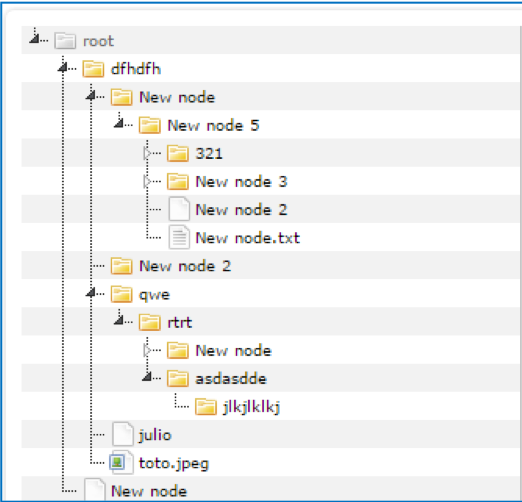 root
dfhdfh
New node
New node 5
321
New node 3
New node 2
New node.txt
New node 2
qwe
rtrt
New node
asdasdde
jlkjlklkj
julio
toto.jpeg
New node